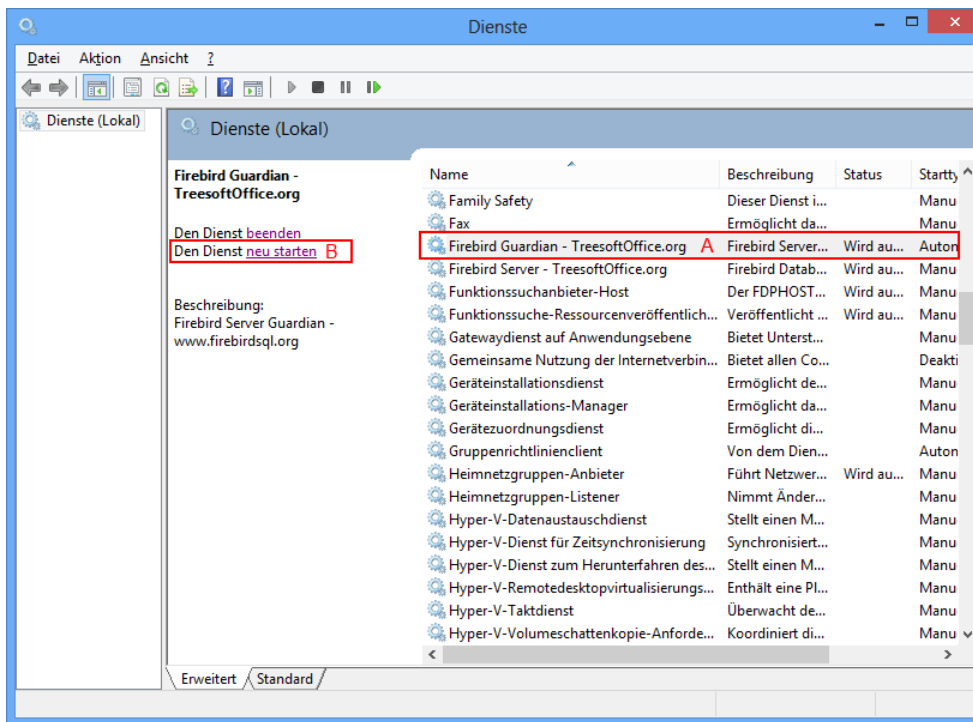 Dienste
Datei Aktion Ansicht ?
Dienste (Lokal)
Dienste (Lokal)
Firebird Guardian -
TreesoftOffice.org
Den Dienst beenden
Den Dienst neu starten B
Beschreibung:
Firebird Server Guardian -
www.firebirdsql.org
Name Beschreibung Status Startty
Family Safety Dieser Dienst i... Manu
Fax Ermöglicht da... Manu
Firebird Guardian - TreesoftOffice.org A Firebird Server... Wird au... Autom
Firebird Server - TreesoftOffice.org Firebird Datab... Wird au... Manu
Funktionssuchanbieter-Host Der FDPHOST... Wird au... Manu
Funktionssuche-Ressourcenveröffentlich... Veröffentlicht ... Wird au... Manu
Gatewaydienst auf Anwendungsebene Bietet Unterst... Manu
Gemeinsame Nutzung der Internetverbin... Bietet allen Co... Deakti
Geräteinstallationsdienst Ermöglicht de... Manu
Geräteinstallations-Manager Ermöglicht da... Manu
Gerätezuordnungsdienst Ermöglicht di... Manu
Gruppenrichtlinienclient Von dem Dien... Autom
Heimnetzgruppen-Anbieter Führt Netzwer... Wird au... Manu
Heimnetzgruppen-Listener Nimmt Änder... Manu
Hyper-V-Datenaustauschdienst Stellt einen M... Manu
Hyper-V-Dienst für Zeitsynchronisierung Synchronisiert... Manu
Hyper-V-Dienst zum Herunterfahren des... Stellt einen M... Manu
Hyper-V-Remotedesktopvirtualisierungs... Enthält eine Pl... Manu
Hyper-V-Taktdienst Überwacht de... Manu
Hyper-V-Volumeschattenkopie-Anforde... Koordiniert di... Manu
Erweitert Standard